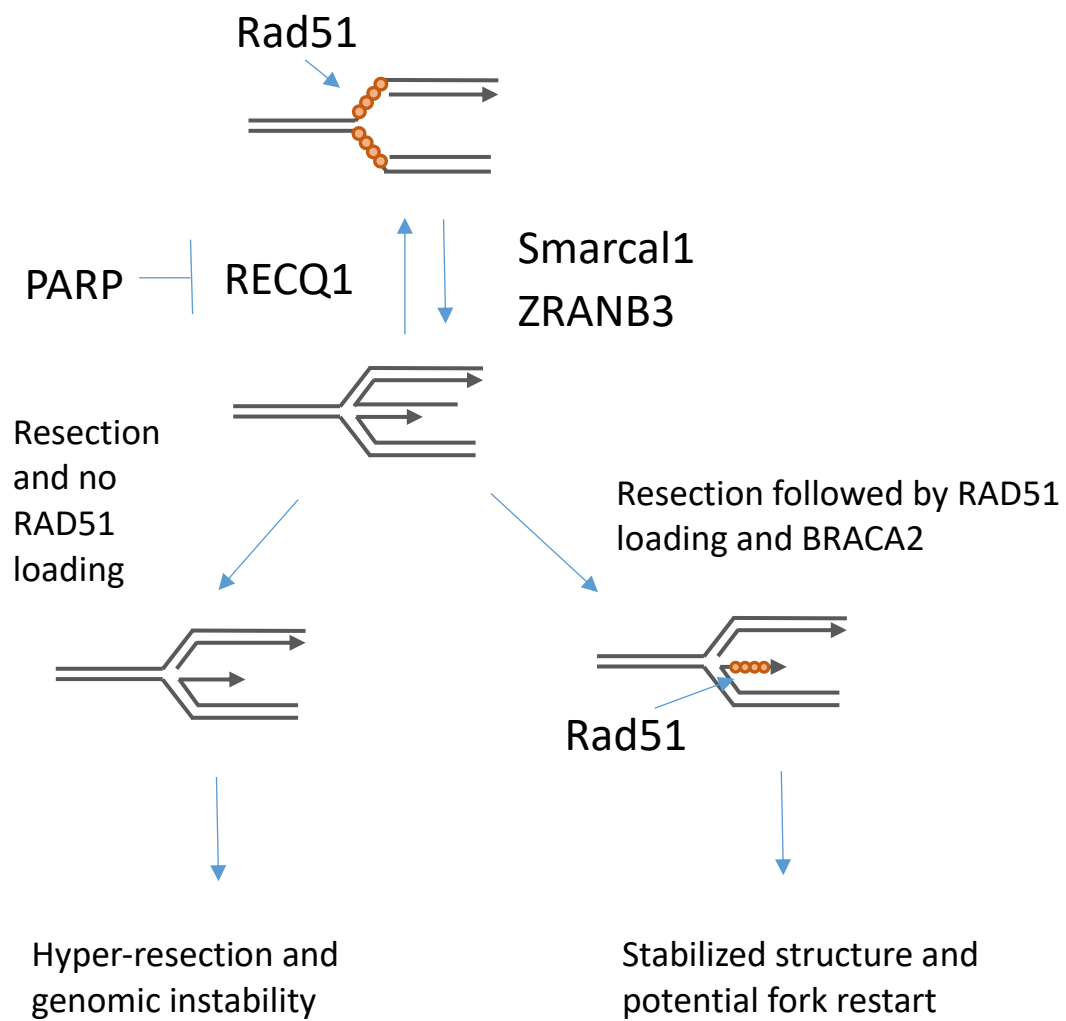 Rad51
PARP
RECQ1
Smarcal1
ZRANB3
Resection
and no
RAD51
loading
Resection followed by RAD51
loading and BRACA2
Rad51
Hyper-resection and
genomic instability
Stabilized structure and
potential fork restart